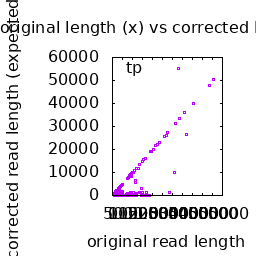 original length (x) vs corrected
60000
tp
50000
40000
30000
20000
10000
0
corrected read length (expected
original read length